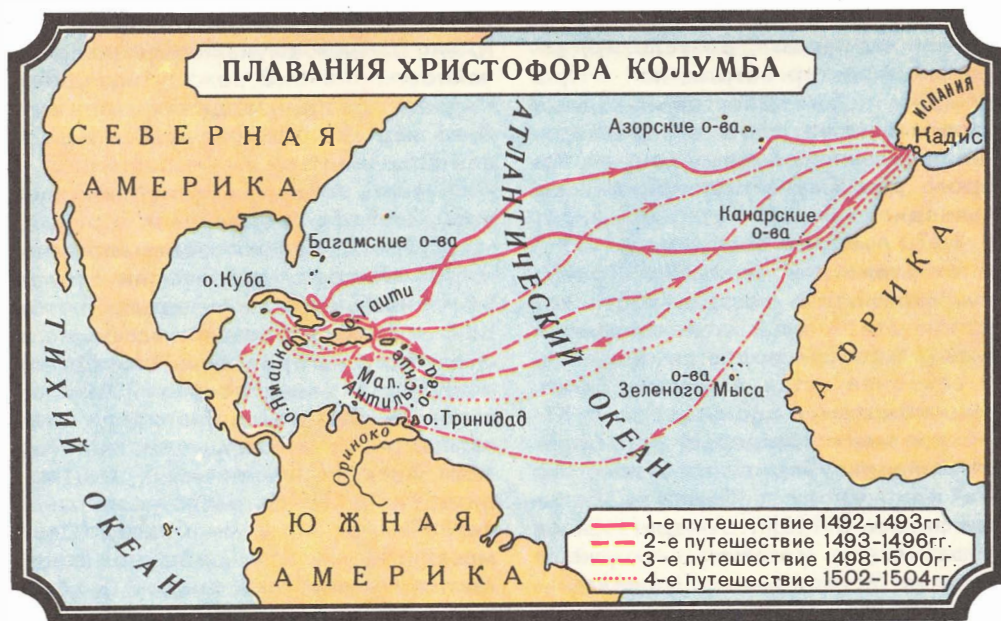 ПЛАВАНИЯ ХРИСТОФОРА КОЛУМБА
СЕВЕРНАЯ
АМЕРИКА
АТЛАНТИЧЕСКИЙ
ОКЕАН
Азорские о-ва
ИСПАНИЯ
Кадис
Канарские
о-ва
Багамские о-ва
о.Куба
о.Гаити
о.Ямайка
Мал.
Антильские
о-ва
о.Тринидад
Ориноко
о-ва
Зеленого Мыса
АФРИКА
ТИХИЙ
ОКЕАН
ЮЖНАЯ
АМЕРИКА
1-е путешествие 1492-1493гг.
2-е путешествие 1493-1496гг.
3-е путешествие 1498-1500гг.
4-е путешествие 1502-1504гг